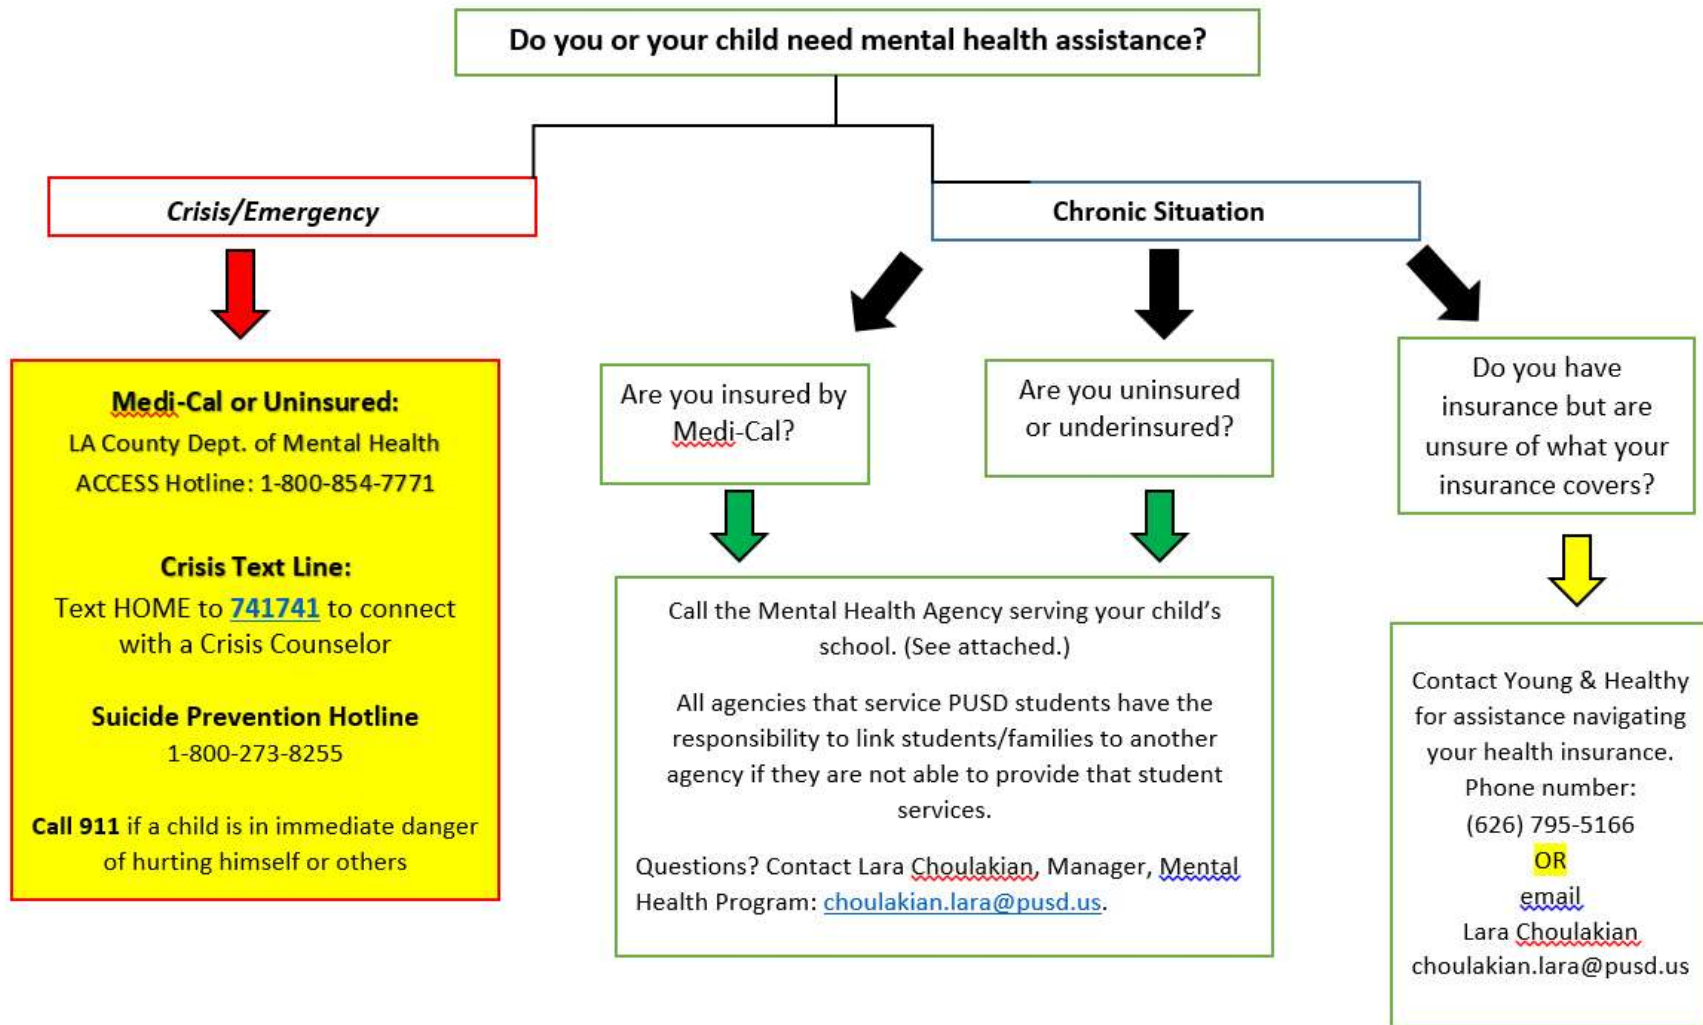 Do you or your child need mental health assistance?
Crisis/Emergency
Chronic Situation
Medi-Cal or Uninsured:
LA County Dept. of Mental Health
ACCESS Hotline: 1-800-854-7771
Crisis Text Line:
Text HOME to 741741 to connect
with a Crisis Counselor
Suicide Prevention Hotline
1-800-273-8255
Call 911 if a child is in immediate danger
of hurting himself or others
Are you insured by
Medi-Cal?
Are you uninsured
or underinsured?
Do you have
insurance but are
unsure of what your
insurance covers?
Call the Mental Health Agency serving your child’s
school. (See attached.)
All agencies that service PUSD students have the
responsibility to link students/families to another
agency if they are not able to provide that student
services.
Questions? Contact Lara Choulakian, Manager, Mental
Health Program: choulakian.lara@pusd.us.
Contact Young & Healthy
for assistance navigating
your health insurance.
Phone number:
(626) 795-5166
OR
email
Lara Choulakian
choulakian.lara@pusd.us